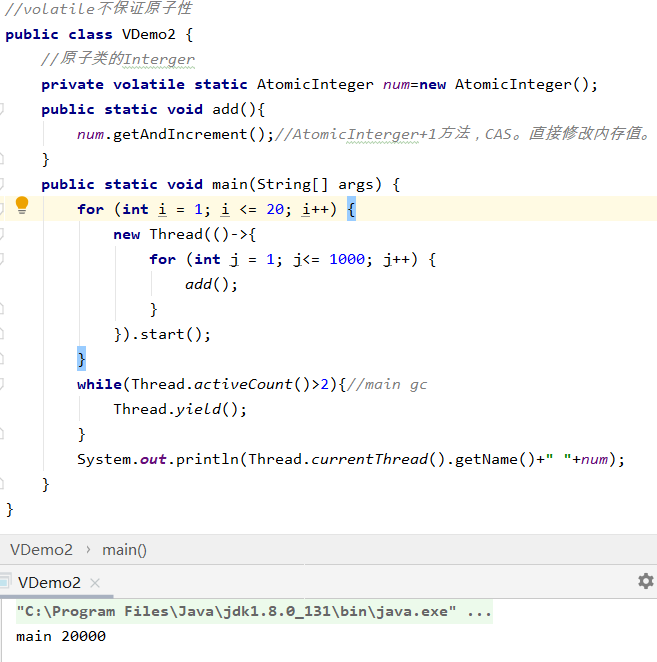 //volatile不保证原子性
public class VDemo2 {
    //原子类的Interger
    private volatile static AtomicInteger num=new AtomicInteger();
    public static void add(){
        num.getAndIncrement();//AtomicInterger+1方法，CAS。直接修改内存值。
    }
    public static void main(String[] args) {
        for (int i = 1; i <= 20; i++) {
            new Thread(()->{
                for (int j = 1; j<= 1000; j++) {
                    add();
                }
            }).start();
        }
        while(Thread.activeCount()>2){//main gc
            Thread.yield();
        }
        System.out.println(Thread.currentThread().getName()+" "+num);
    }
}
VDemo2 › main()
VDemo2 ×
"C:\Program Files\Java\jdk1.8.0_131\bin\java.exe" ...
main 20000